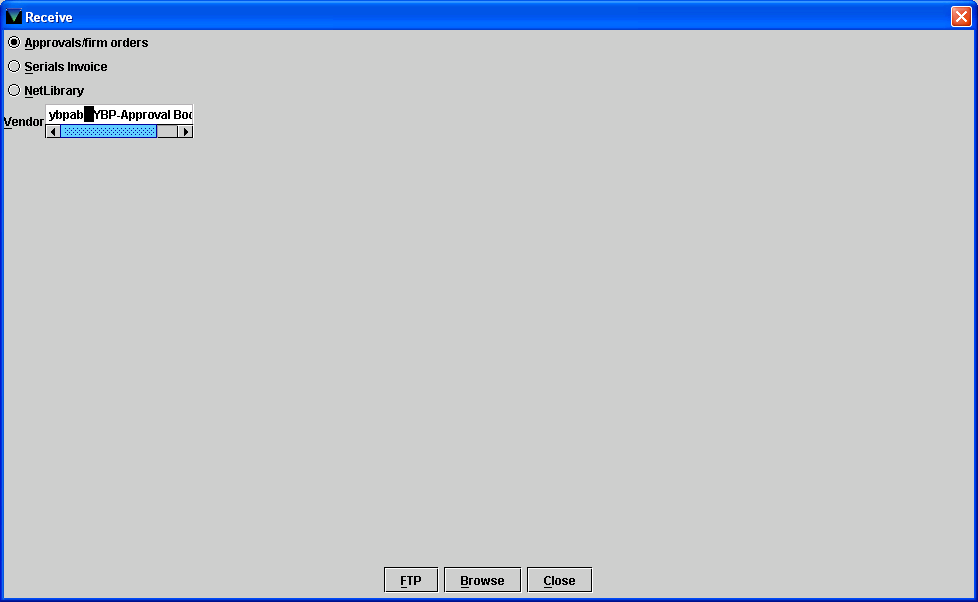 Receive
Approvals/firm orders
Serials Invoice
NetLibrary
Vendor ybpab YBP-Approval Boo
FTP Browse Close